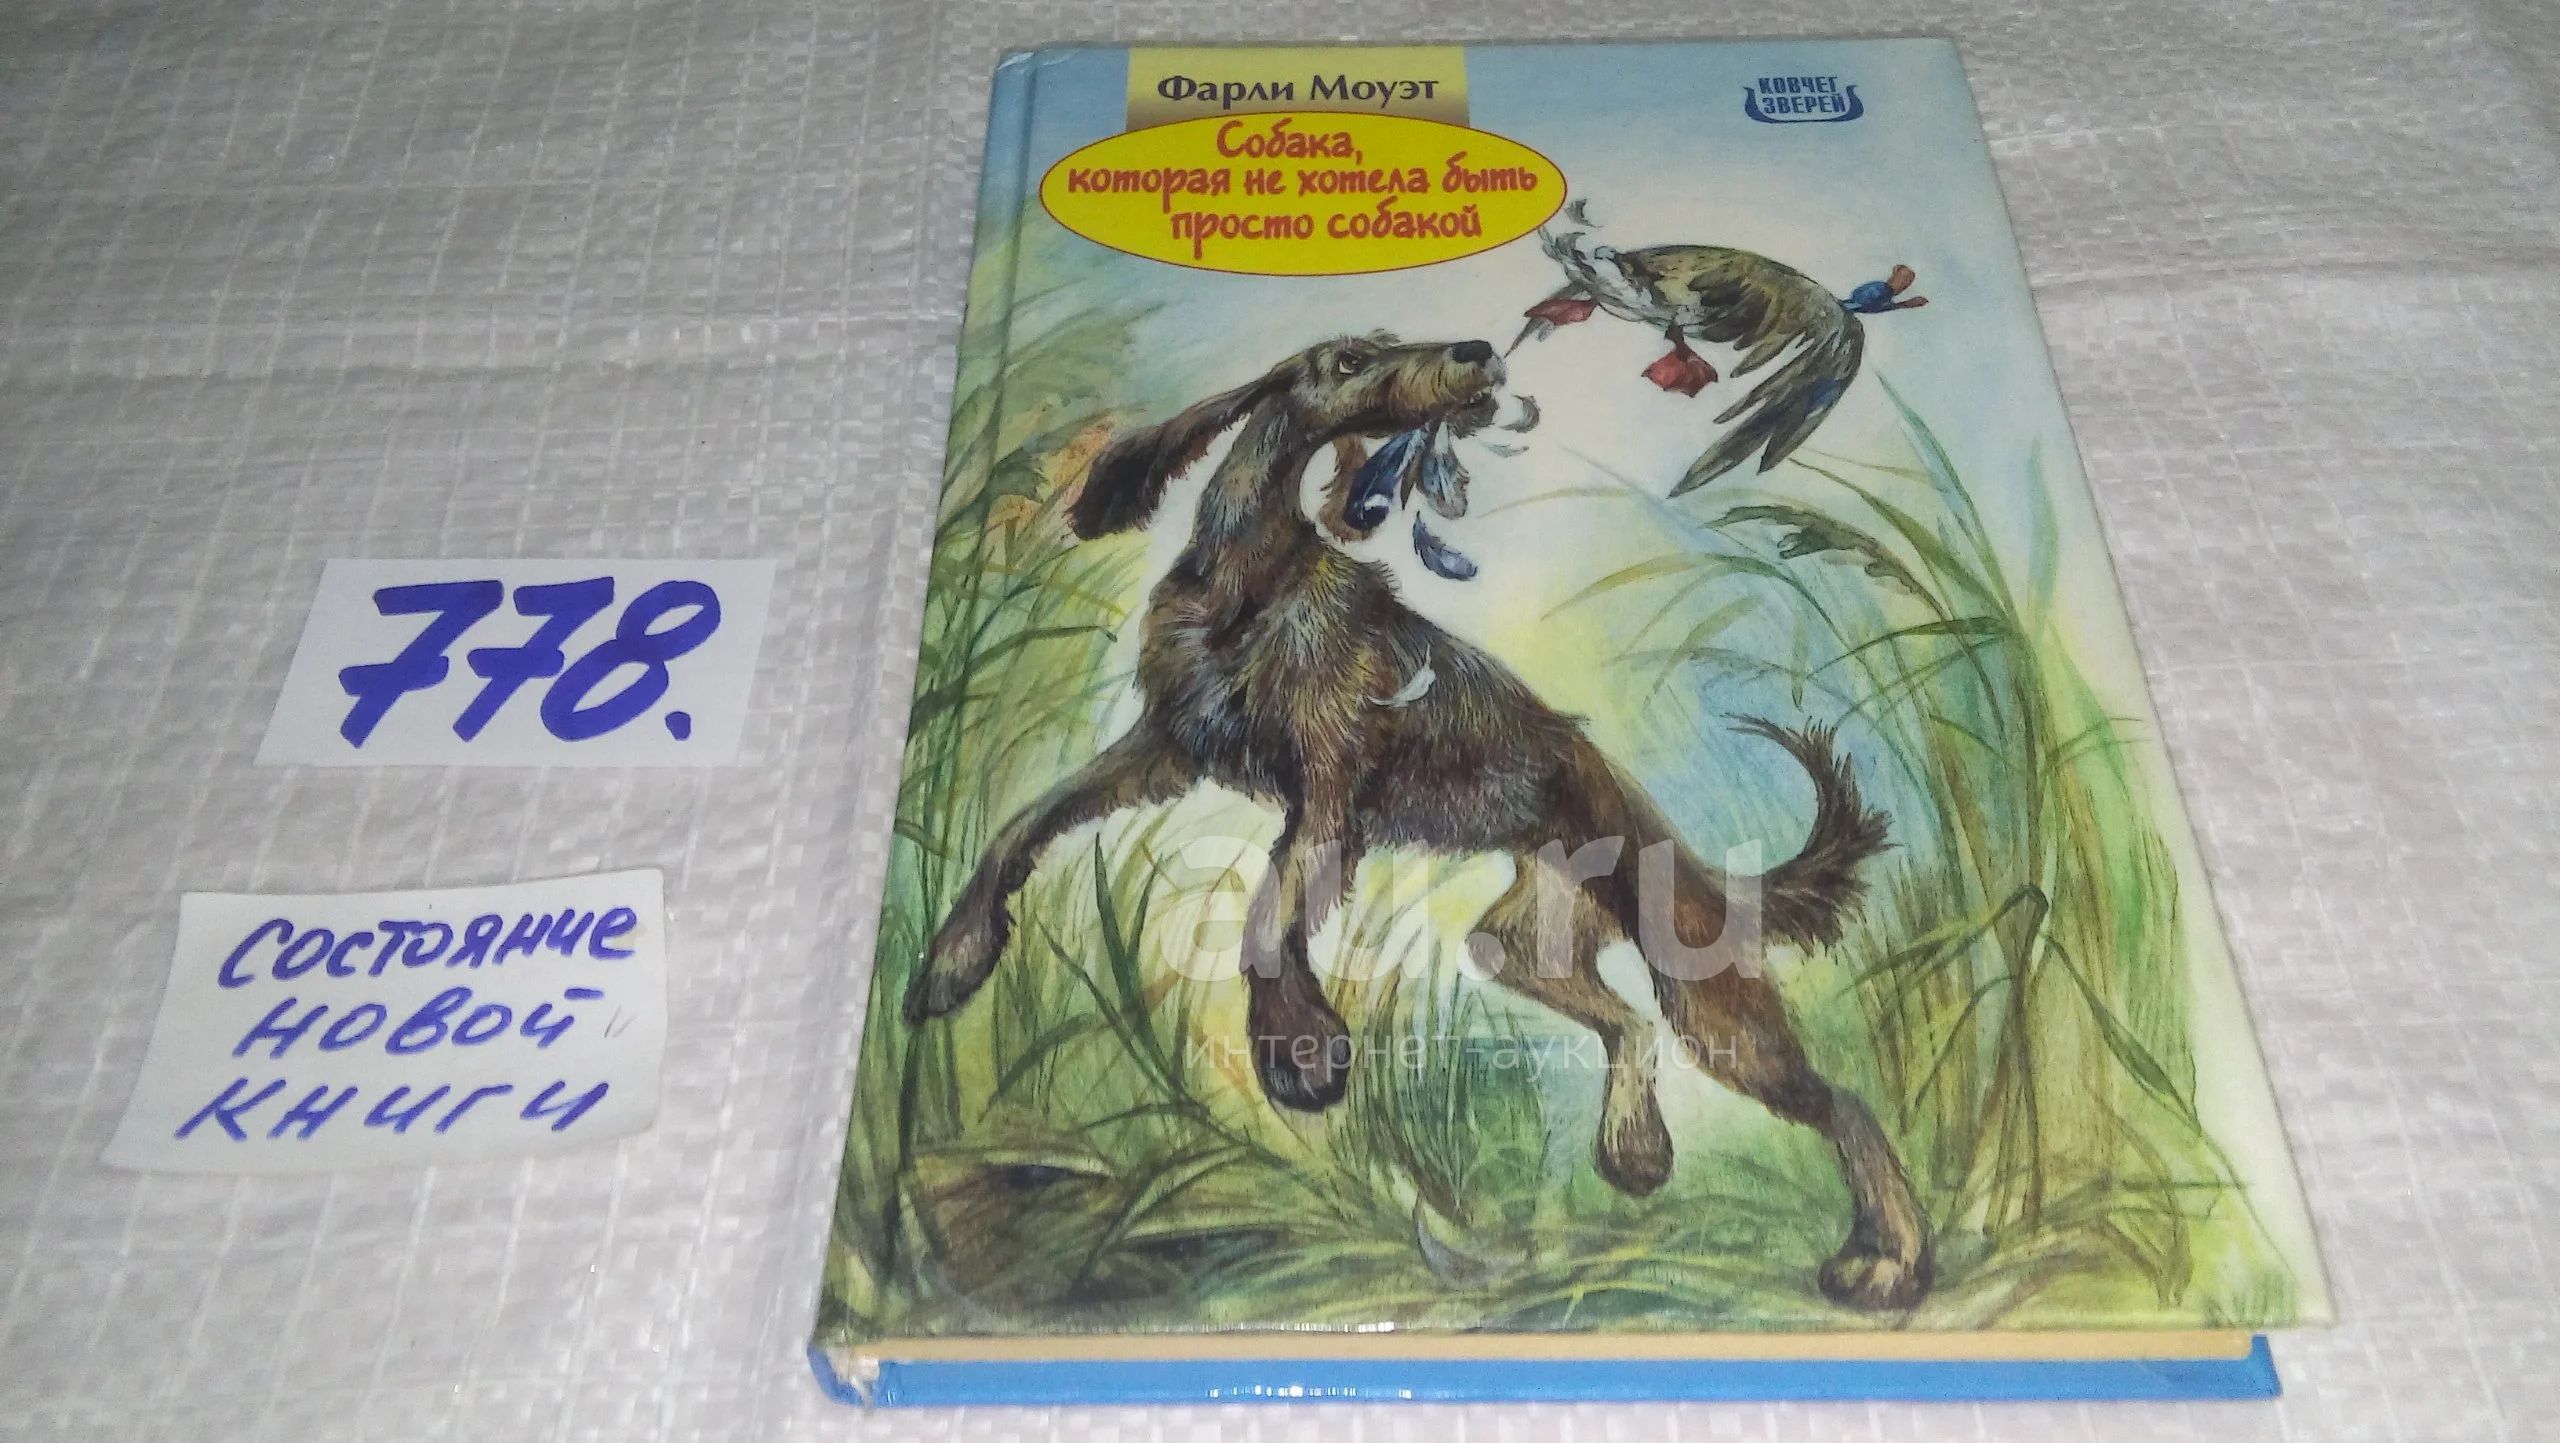 Фарли Моуэт
КОВЧЕГ
ЗВЕРЕЙ
Собака,
которая не хотела быть
просто собакой
778.
СОСТОЯНИЕ
НОВОЙ
КНИГИ
au.ru
интернет-аукцион